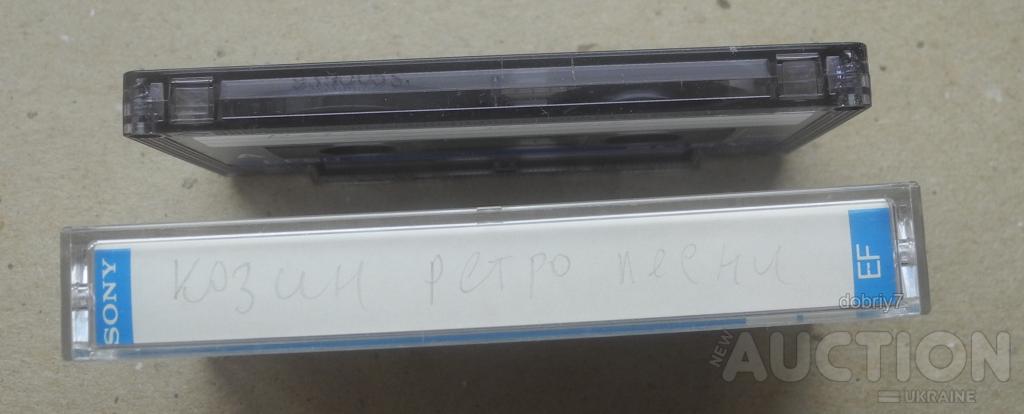 SONY
козин ретро песни
EF
dobriy7
NEW
AUCTION
UKRAINE